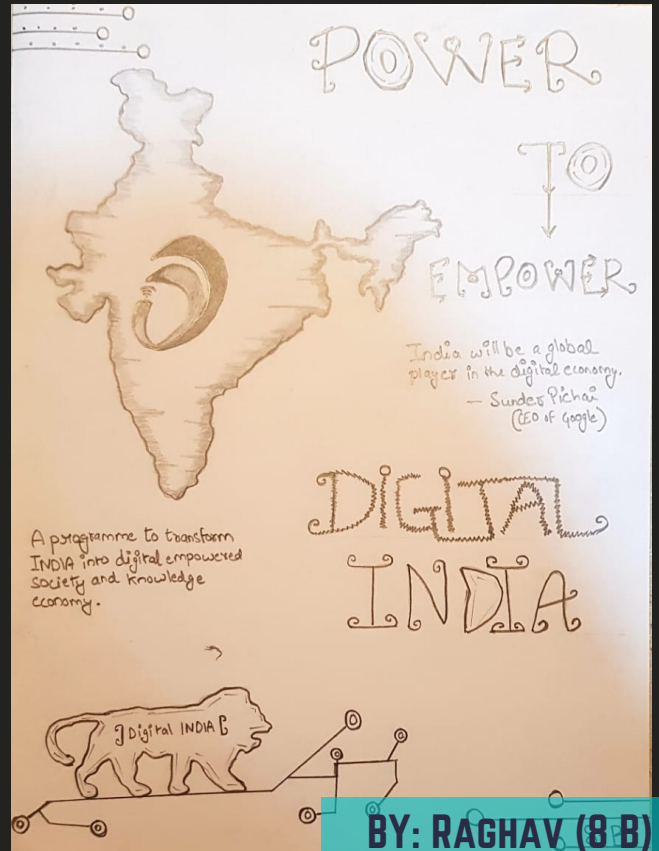 POWER
TO
EMPOWER
India will be a global
player in the digital economy.
— Sunder Pichai
(CEO of Google)
DIGITAL
INDIA
A programme to transform
INDIA into digital empowered
society and knowledge
economy.
Digital INDIA
BY: RAGHAV (8 B)